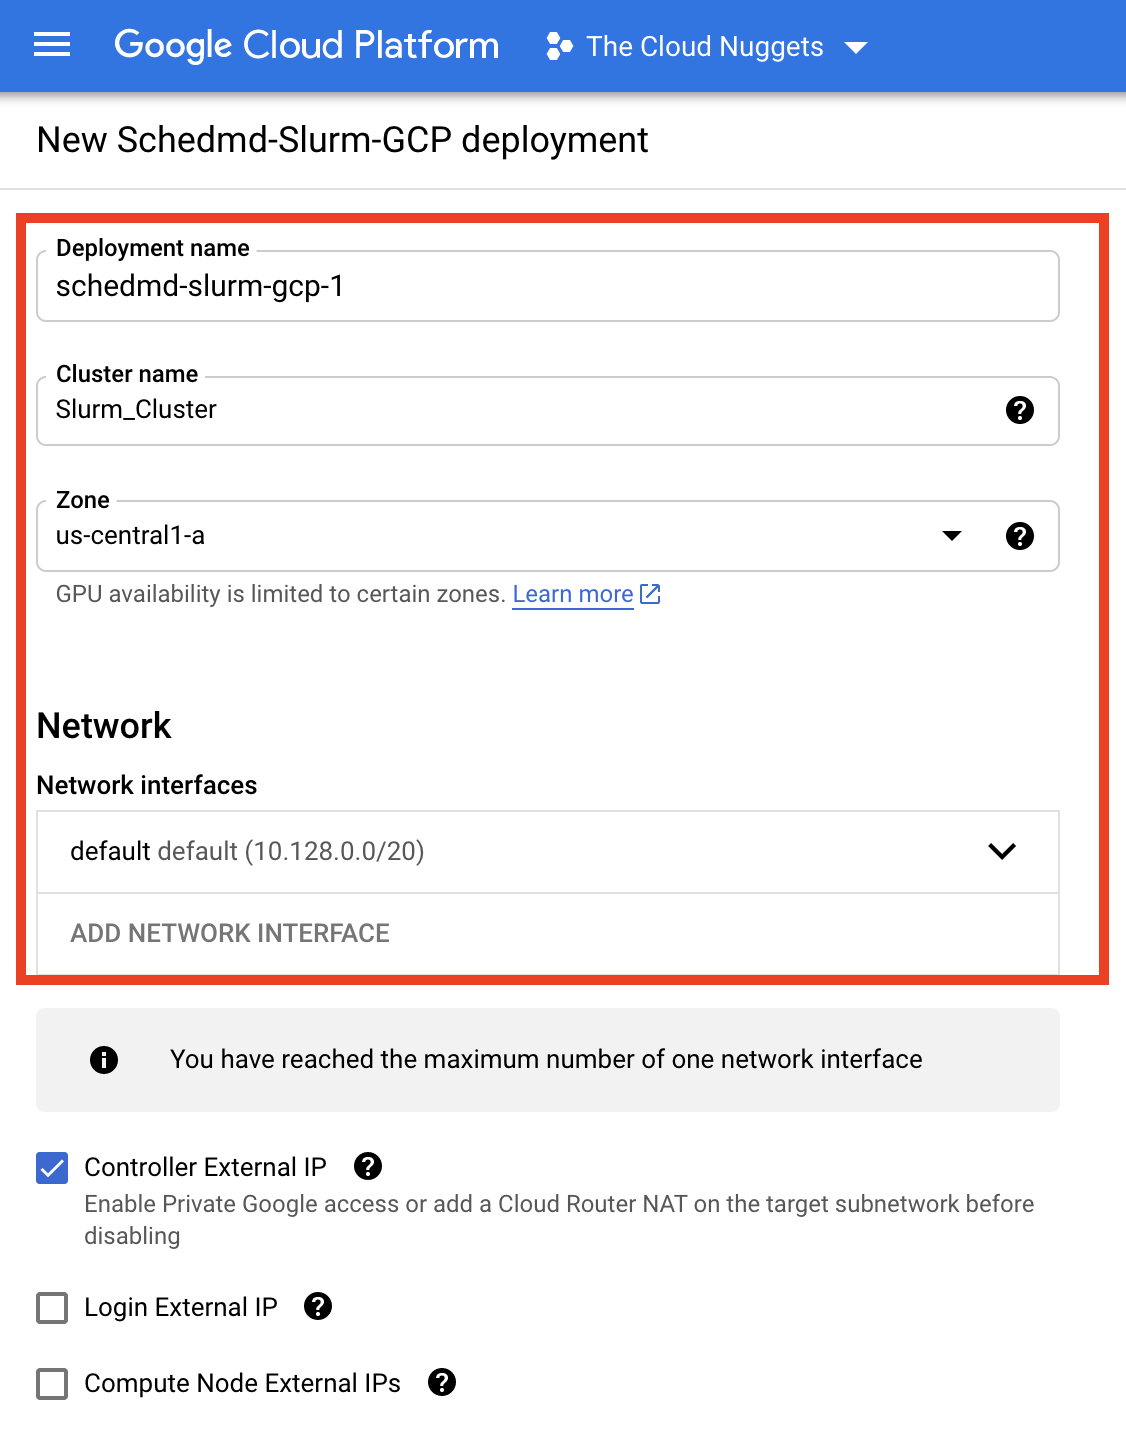 Google Cloud Platform The Cloud Nuggets
New Schedmd-Slurm-GCP deployment
Deployment name
schedmd-slurm-gcp-1
Cluster name
Slurm_Cluster
Zone
us-central1-a
GPU availability is limited to certain zones. Learn more
Network
Network interfaces
default default (10.128.0.0/20)
ADD NETWORK INTERFACE
You have reached the maximum number of one network interface
Controller External IP
Enable Private Google access or add a Cloud Router NAT on the target subnetwork before
disabling
Login External IP
Compute Node External IPs